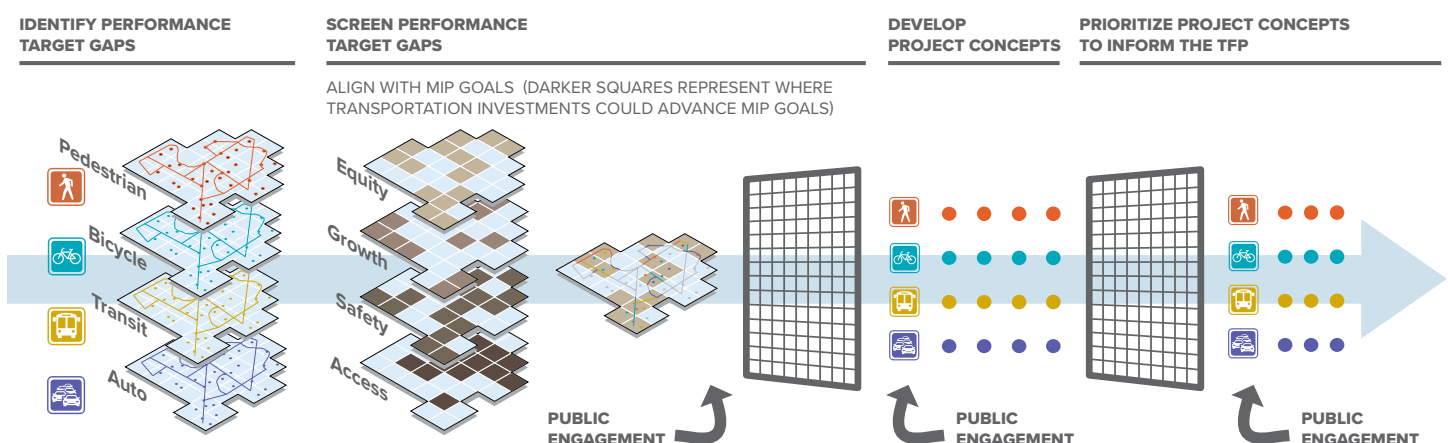 IDENTIFY PERFORMANCE
TARGET GAPS
SCREEN PERFORMANCE
TARGET GAPS
ALIGN WITH MIP GOALS (DARKER SQUARES REPRESENT WHERE
TRANSPORTATION INVESTMENTS COULD ADVANCE MIP GOALS)
DEVELOP
PROJECT CONCEPTS
PRIORITIZE PROJECT CONCEPTS
TO INFORM THE TFP
Pedestrian
Bicycle
Transit
Auto
Equity
Growth
Safety
Access
PUBLIC
ENGAGEMENT
PUBLIC
ENGAGEMENT
PUBLIC
ENGAGEMENT